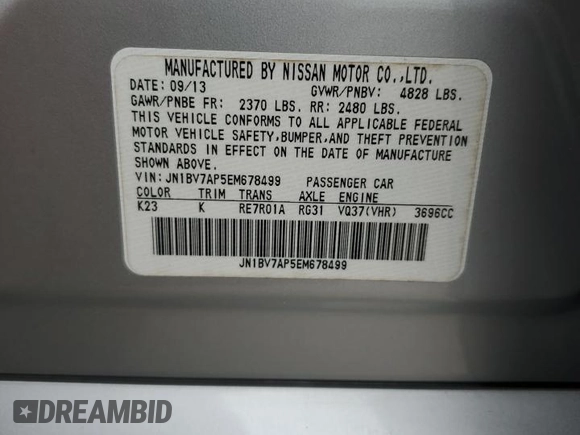 MANUFACTURED BY NISSAN MOTOR CO.,LTD.
DATE: 09/13 GVWR/PNBV: 4828 LBS.
GAWR/PNBE FR: 2370 LBS. RR: 2480 LBS.
THIS VEHICLE CONFORMS TO ALL APPLICABLE FEDERAL
MOTOR VEHICLE SAFETY,BUMPER,AND THEFT PREVENTION
STANDARDS IN EFFECT ON THE DATE OF MANUFACTURE
SHOWN ABOVE.
VIN: JN1BV7AP5EM678499 PASSENGER CAR
COLOR TRIM TRANS AXLE ENGINE
K23 K RE7R01A RG31 VQ37(VHR) 3696CC
JN1BV7AP5EM678499
DREAMBID